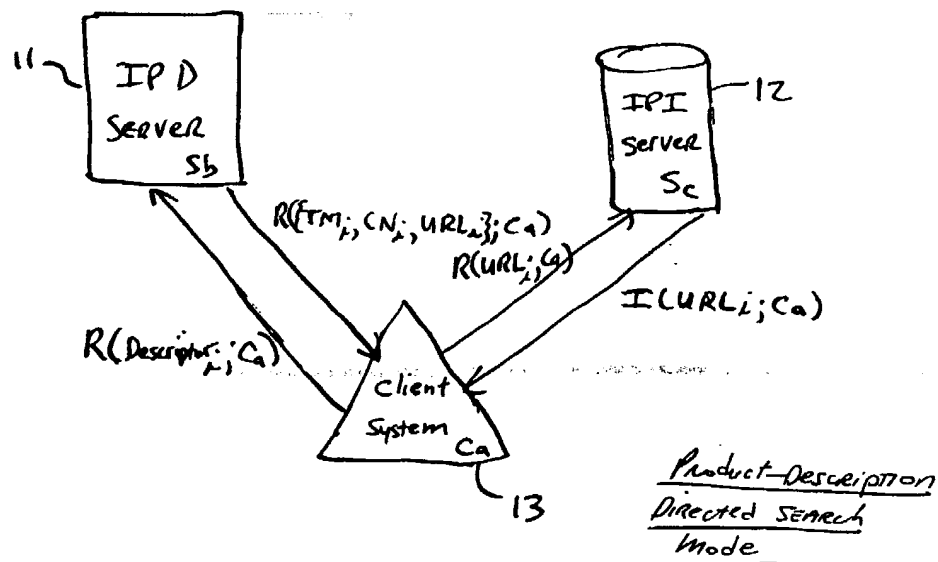 11
IPD
Server
Sb
12
IPI
Server
Sc
R({TMi, CNi, URLi}; Ca)
R(URLi; Ca)
I(URLi; Ca)
R(Descriptori; Ca)
Client
System
Ca
13
Product-Description
Directed Search
Mode